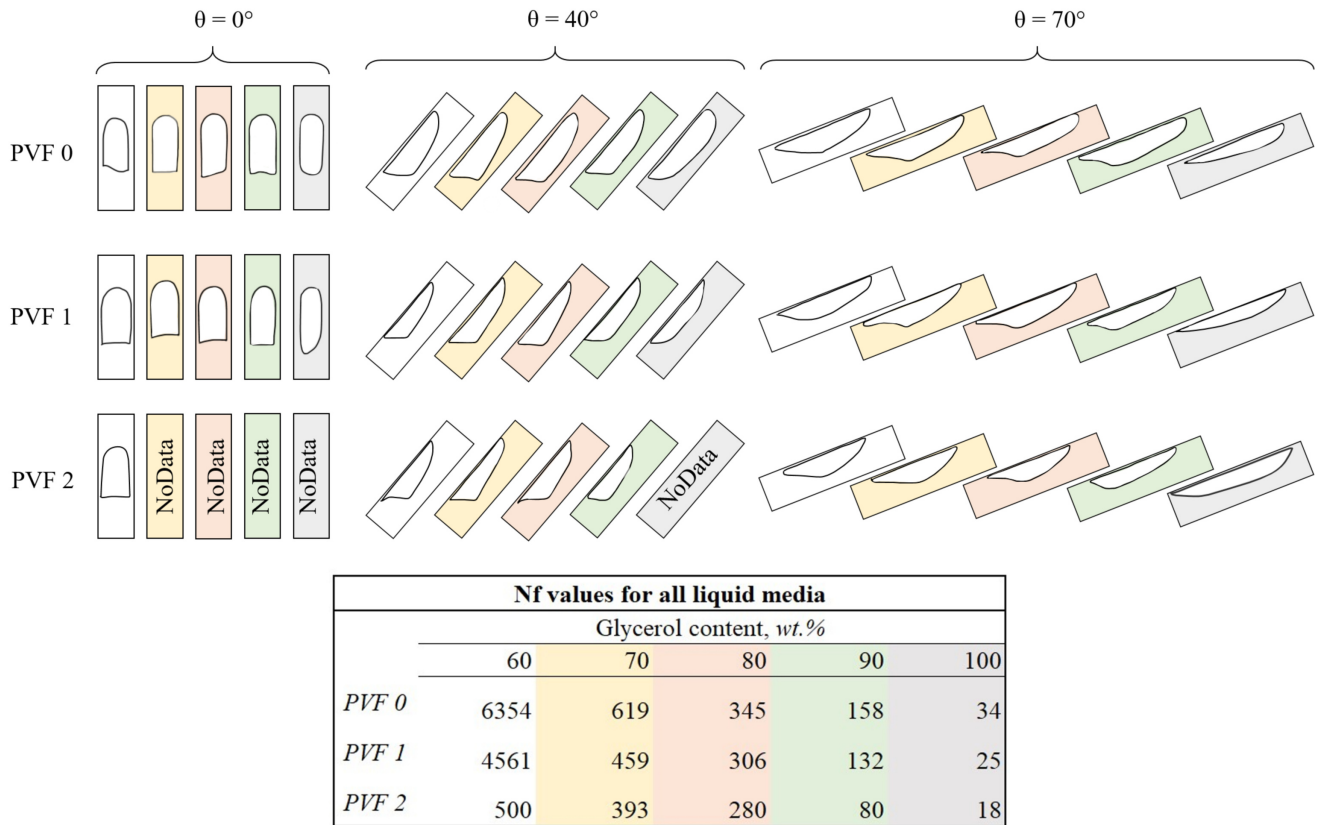 θ = 0° θ = 40° θ = 70°
PVF 0
PVF 1
PVF 2
NoData NoData NoData NoData NoData
Nf values for all liquid media
Glycerol content, wt.%
60 70 80 90 100
PVF 0 6354 619 345 158 34
PVF 1 4561 459 306 132 25
PVF 2 500 393 280 80 18